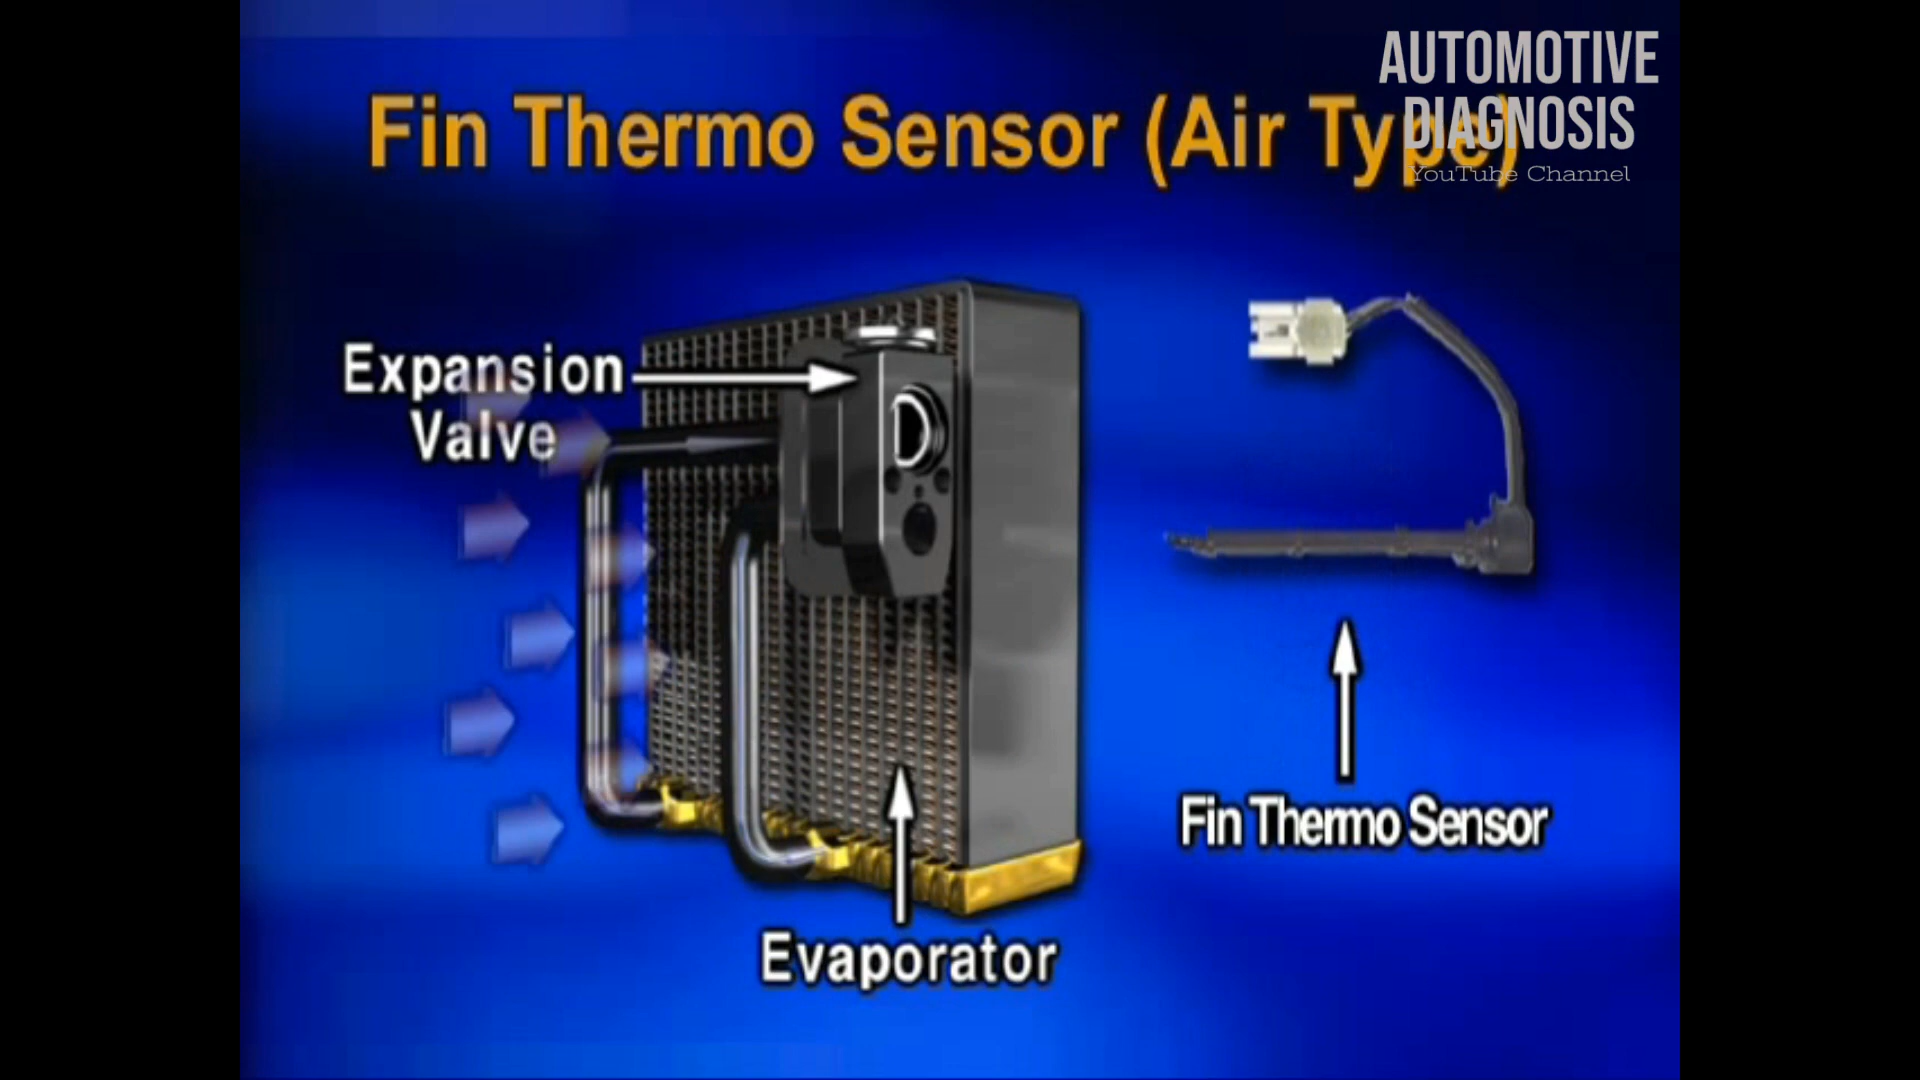 AUTOMOTIVE
DIAGNOSIS
YouTube Channel
Fin Thermo Sensor (Air Type)
Expansion
Valve
Fin Thermo Sensor
Evaporator